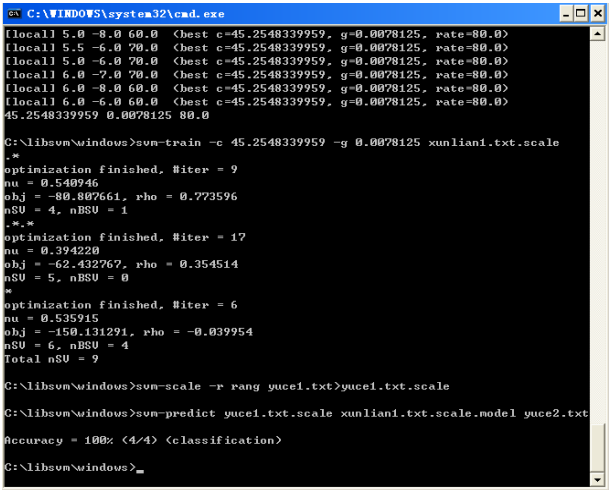 C:\WINDOWS\system32\cmd.exe
[local] 5.0 -8.0 60.0  (best c=45.2548339959, g=0.0078125, rate=80.0)
[local] 5.5 -6.0 70.0  (best c=45.2548339959, g=0.0078125, rate=80.0)
[local] 5.0 -6.0 70.0  (best c=45.2548339959, g=0.0078125, rate=80.0)
[local] 6.0 -7.0 70.0  (best c=45.2548339959, g=0.0078125, rate=80.0)
[local] 6.0 -8.0 60.0  (best c=45.2548339959, g=0.0078125, rate=80.0)
[local] 6.0 -6.0 60.0  (best c=45.2548339959, g=0.0078125, rate=80.0)
45.2548339959 0.0078125 80.0
C:\libsvm\windows>svm-train -c 45.2548339959 -g 0.0078125 xunlian1.txt.scale
.*
optimization finished, #iter = 9
nu = 0.540946
obj = -80.807661, rho = 0.773596
nSV = 4, nBSV = 1
.*.*
optimization finished, #iter = 17
nu = 0.394220
obj = -62.432767, rho = 0.354514
nSV = 5, nBSV = 0
*
optimization finished, #iter = 6
nu = 0.535915
obj = -150.131291, rho = -0.039954
nSV = 6, nBSV = 4
Total nSV = 9
C:\libsvm\windows>svm-scale -r rang yuce1.txt>yuce1.txt.scale
C:\libsvm\windows>svm-predict yuce1.txt.scale xunlian1.txt.scale.model yuce2.txt
Accuracy = 100% (4/4) (classification)
C:\libsvm\windows>_